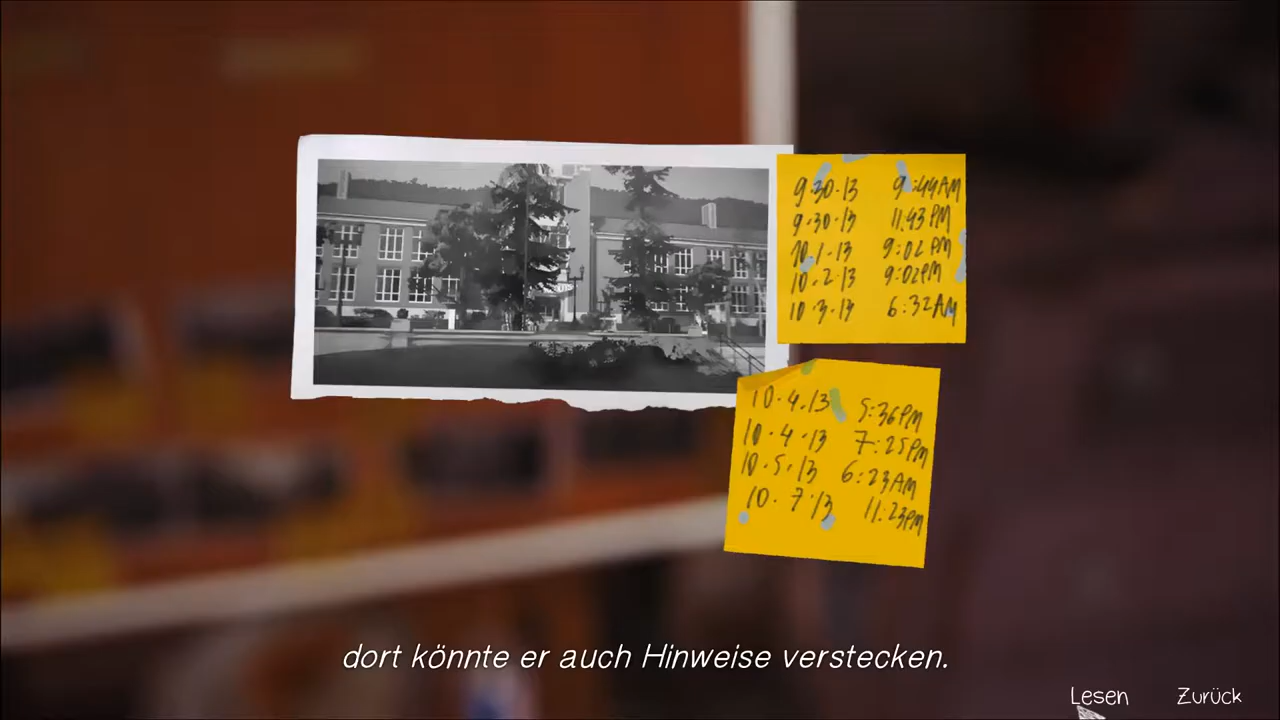 9·30·13 9:44AM
9·30·13 11:43PM
10·1·13 9:02PM
10·2·13 9:02PM
10·3·13 6:32AM
10·4·13 5:36PM
10·4·13 7:25PM
10·5·13 6:23AM
10·7·13 11:23PM
dort könnte er auch Hinweise verstecken.
Lesen Zurück